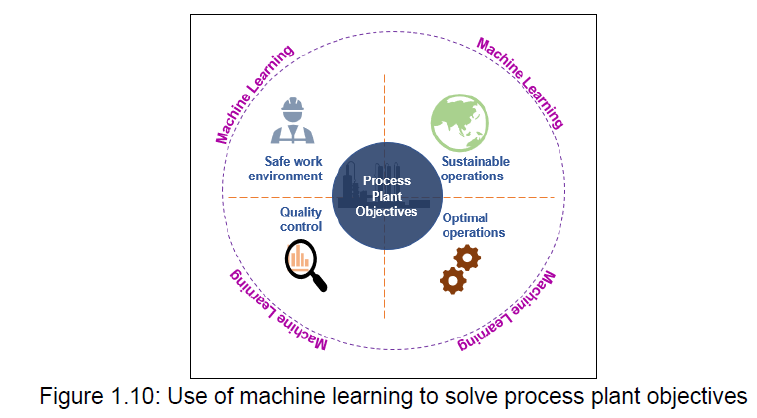 Machine Learning
Machine Learning
Safe work
environment
Sustainable
operations
Process
Plant
Objectives
Quality
control
Optimal
operations
Machine Learning
Machine Learning
Figure 1.10: Use of machine learning to solve process plant objectives